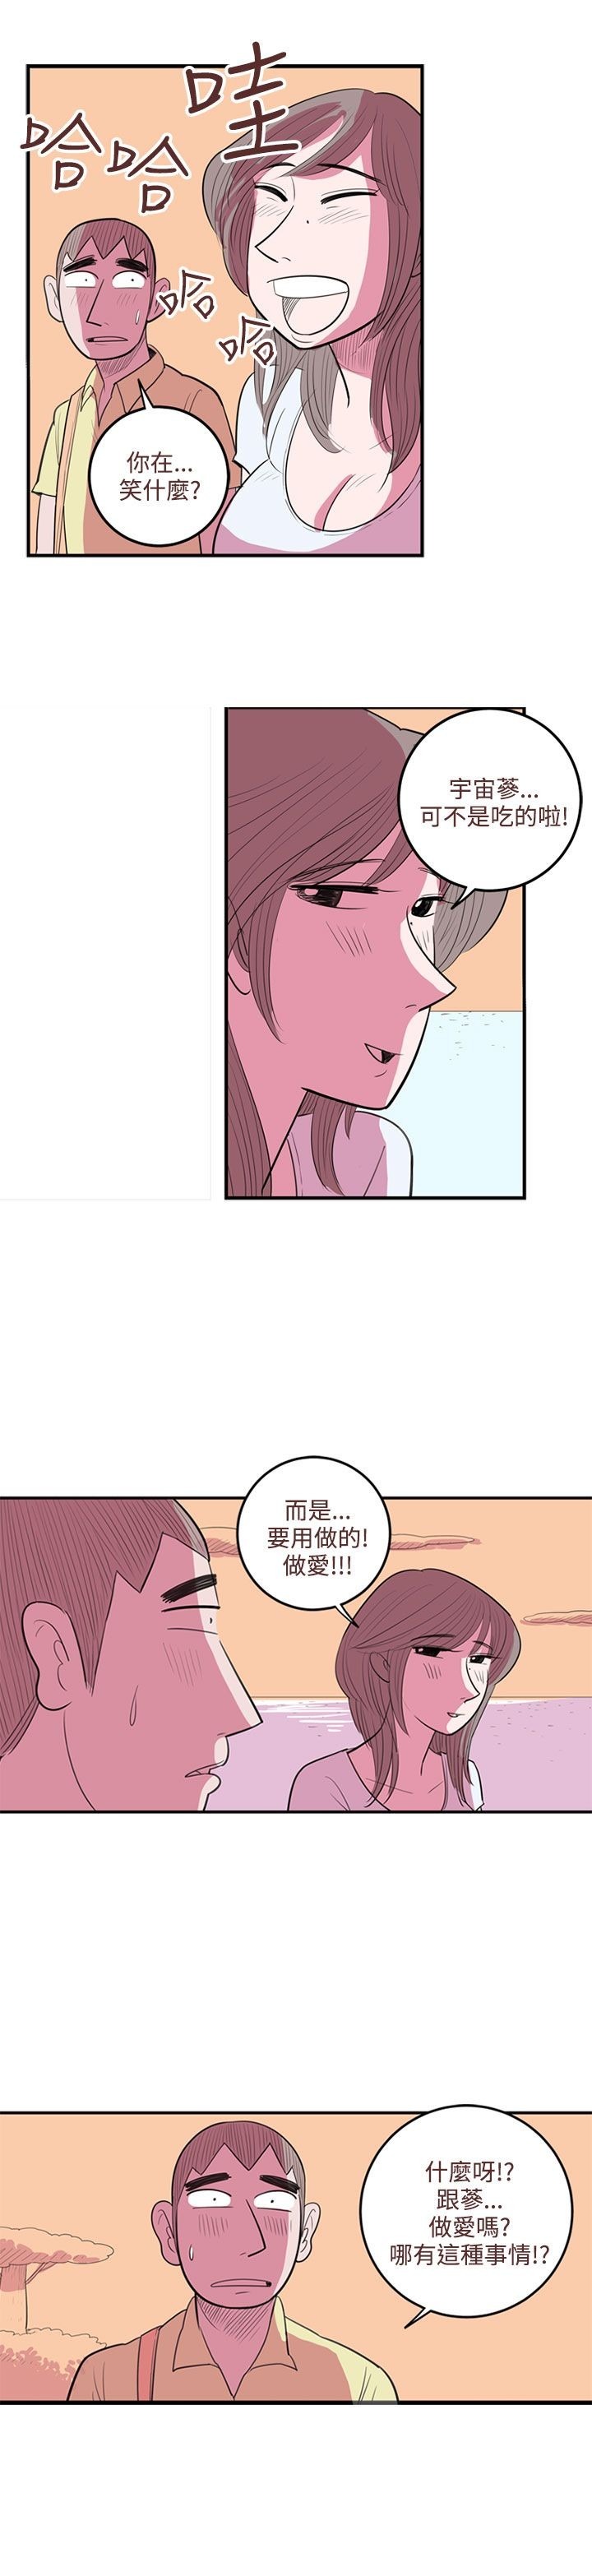 哇
哈哈
哈哈
你在...
笑什麼?
宇宙蔘...
可不是吃的啦!
而是...
要用做的!
做愛!!!
什麼呀!?
跟蔘...
做愛嗎?
哪有這種事情!?